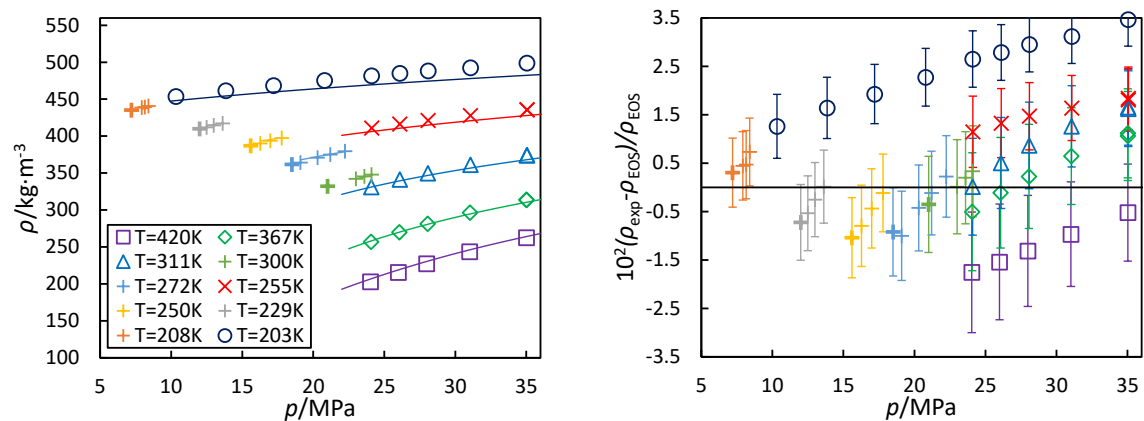 ρ/kg·m⁻³
500
450
400
350
300
250
200
150
100
T=420K
T=367K
T=311K
T=300K
T=272K
T=255K
T=250K
T=229K
T=208K
T=203K
5 10 15 20 25 30 35
p/MPa
10²(ρexp-ρEOS)/ρEOS
3.5
2.5
1.5
0.5
-0.5
-1.5
-2.5
-3.5
5 10 15 20 25 30 35
p/MPa